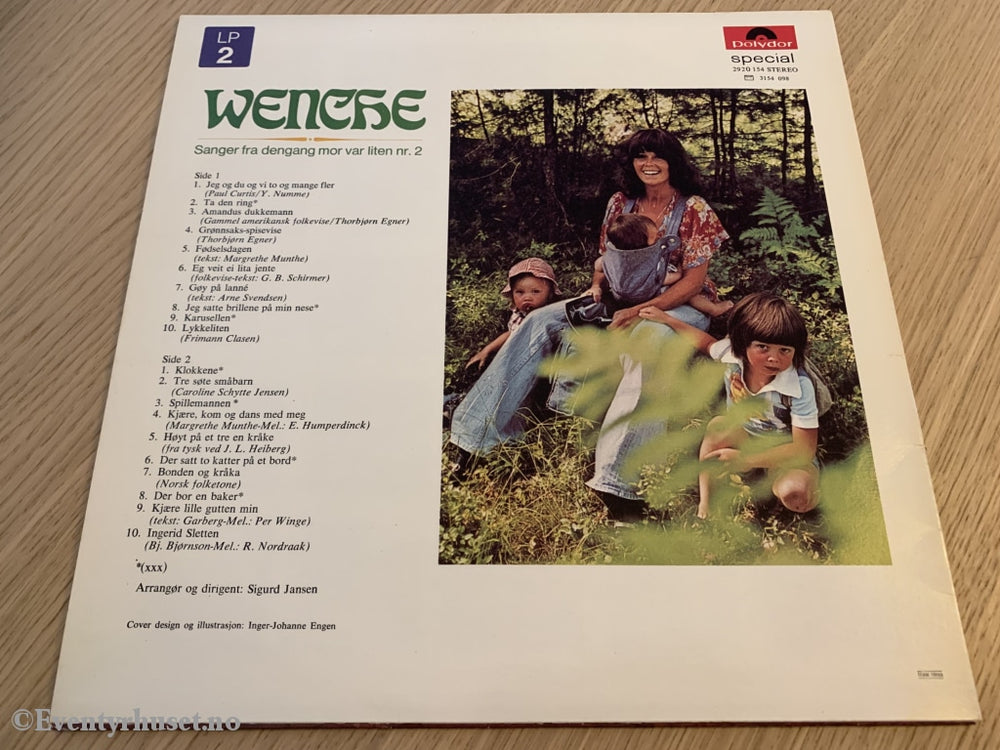 LP
2
Polydor
special
2920 154 STEREO
3154 098
WENCHE
Sanger fra dengang mor var liten nr. 2
Side 1
1. Jeg og du og vi to og mange fler
(Paul Curtis/Y. Numme)
2. Ta den ring*
3. Amandus dukkemann
(Gammel amerikansk folkevise/Thorbjørn Egner)
4. Grønnsaks-spisevise
(Thorbjørn Egner)
5. Fødselsdagen
(tekst: Margrethe Munthe)
6. Eg veit ei lita jente
(folkevise-tekst: G. B. Schirmer)
7. Gøy på lanné
(tekst: Arne Svendsen)
8. Jeg satte brillene på min nese*
9. Karusellen*
10. Lykkeliten
(Frimann Clasen)
Side 2
1. Klokkene*
2. Tre søte småbarn
(Caroline Schytte Jensen)
3. Spillemannen*
4. Kjære, kom og dans med meg
(Margrethe Munthe-Mel.: E. Humperdinck)
5. Høyt på et tre en kråke
(fra tysk ved J. L. Heiberg)
6. Der satt to katter på et bord*
7. Bonden og kråka
(Norsk folketone)
8. Der bor en baker*
9. Kjære lille gutten min
(tekst: Garberg-Mel.: Per Winge)
10. Ingerid Sletten
(Bj. Bjørnson-Mel.: R. Nordraak)
*(xxx)
Arrangør og dirigent: Sigurd Jansen
Cover design og illustrasjon: Inger-Johanne Engen
©Eventyrhuset.no